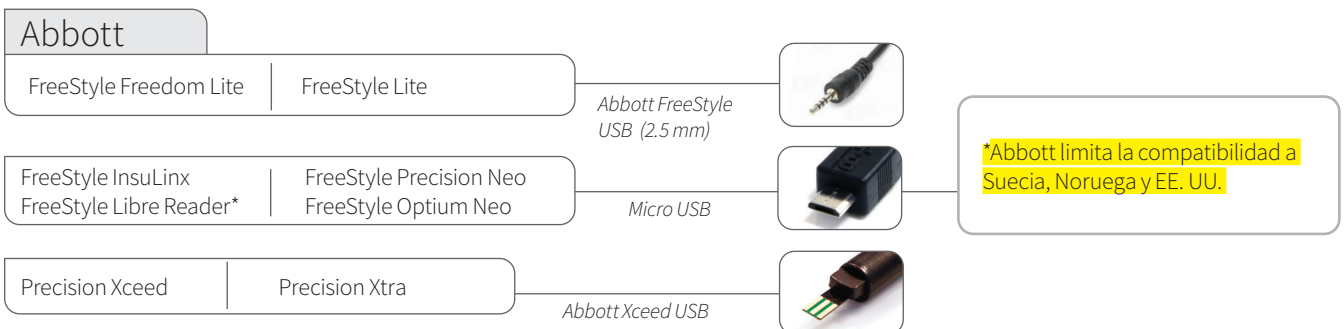 Abbott
FreeStyle Freedom Lite
FreeStyle Lite
Abbott FreeStyle
USB (2.5 mm)
FreeStyle InsuLinx
FreeStyle Libre Reader*
FreeStyle Precision Neo
FreeStyle Optium Neo
Micro USB
*Abbott limita la compatibilidad a
Suecia, Noruega y EE. UU.
Precision Xceed
Precision Xtra
Abbott Xceed USB